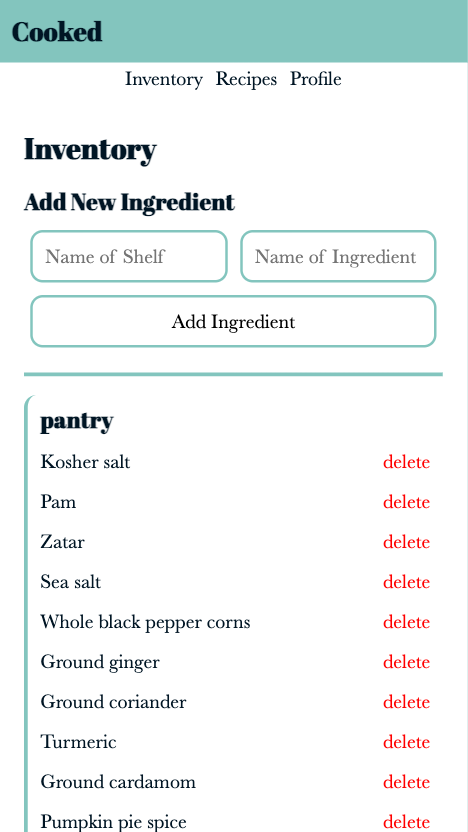 Cooked
Inventory Recipes Profile
Inventory
Add New Ingredient
Name of Shelf Name of Ingredient
Add Ingredient
pantry
Kosher salt delete
Pam delete
Zatar delete
Sea salt delete
Whole black pepper corns delete
Ground ginger delete
Ground coriander delete
Turmeric delete
Ground cardamom delete
Pumpkin pie spice delete